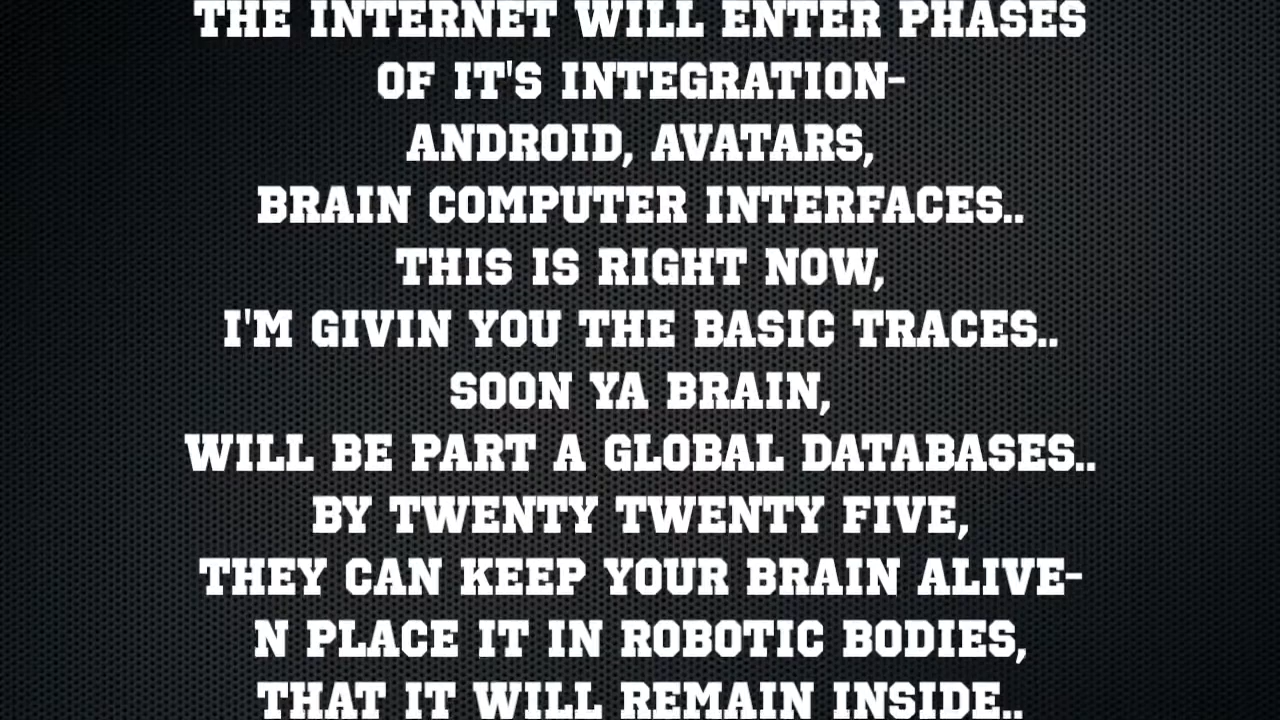 THE INTERNET WILL ENTER PHASES
OF IT'S INTEGRATION-
ANDROID, AVATARS,
BRAIN COMPUTER INTERFACES..
THIS IS RIGHT NOW,
I'M GIVIN YOU THE BASIC TRACES..
SOON YA BRAIN,
WILL BE PART A GLOBAL DATABASES..
BY TWENTY TWENTY FIVE,
THEY CAN KEEP YOUR BRAIN ALIVE-
N PLACE IT IN ROBOTIC BODIES,
THAT IT WILL REMAIN INSIDE..